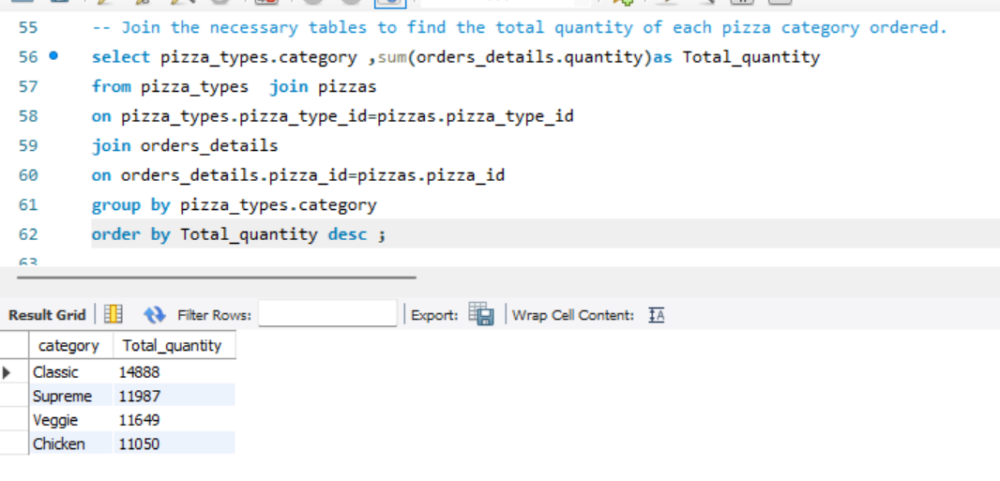 55 -- Join the necessary tables to find the total quantity of each pizza category ordered.
56 select pizza_types.category ,sum(orders_details.quantity)as Total_quantity
57 from pizza_types  join pizzas
58 on pizza_types.pizza_type_id=pizzas.pizza_type_id
59 join orders_details
60 on orders_details.pizza_id=pizzas.pizza_id
61 group by pizza_types.category
62 order by Total_quantity desc ;
63
Result Grid Filter Rows: Export: Wrap Cell Content: IA
category Total_quantity
Classic 14888
Supreme 11987
Veggie 11649
Chicken 11050